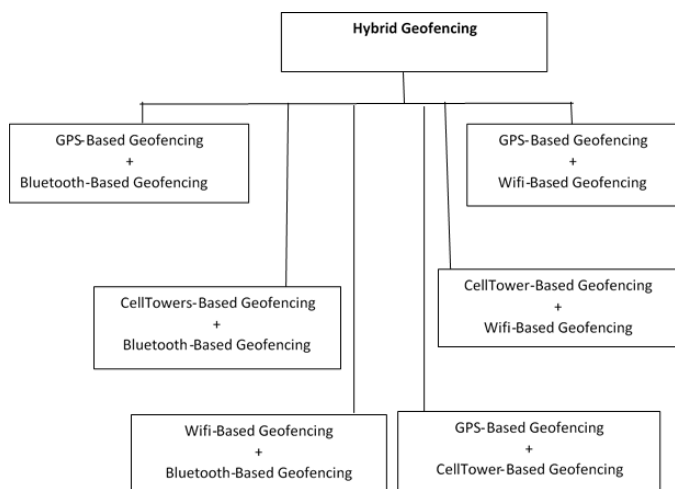 Hybrid Geofencing
GPS-Based Geofencing
+
Bluetooth-Based Geofencing
GPS-Based Geofencing
+
Wifi-Based Geofencing
CellTowers-Based Geofencing
+
Bluetooth-Based Geofencing
CellTower-Based Geofencing
+
Wifi-Based Geofencing
Wifi-Based Geofencing
+
Bluetooth-Based Geofencing
GPS-Based Geofencing
+
CellTower-Based Geofencing